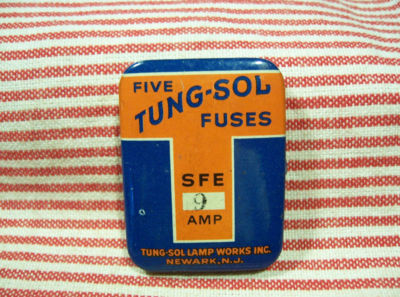 FIVE
TUNG-SOL
FUSES
SFE
9
AMP
TUNG-SOL LAMP WORKS INC.
NEWARK, N.J.